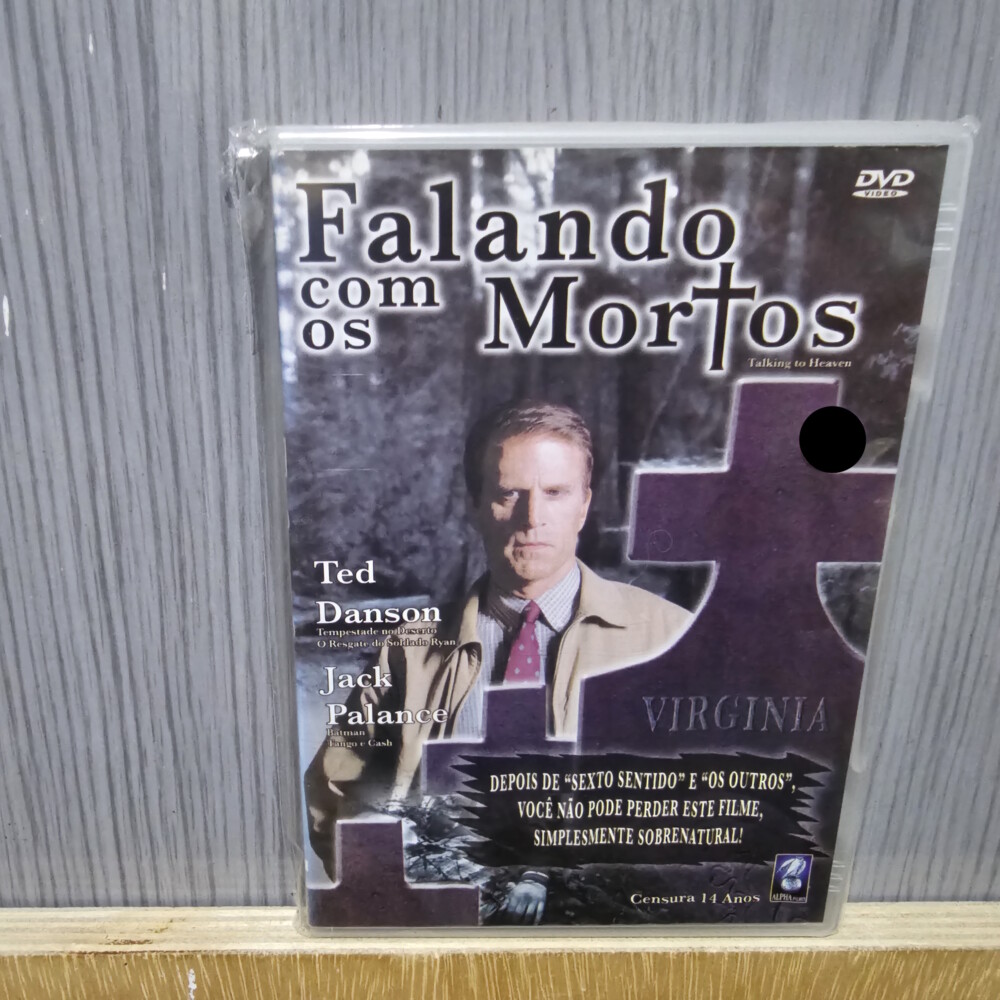 DVD
VIDEO
Falando
com
os
Mortos
Talking to Heaven
Ted
Danson
Tempestade no Deserto
O Resgate do Soldado Ryan
Jack
Palance
Batman
Tango e Cash
VIRGINIA
DEPOIS DE “SEXTO SENTIDO” E “OS OUTROS”,
VOCÊ NÃO PODE PERDER ESTE FILME,
SIMPLESMENTE SOBRENATURAL!
Censura 14 Anos
ALPHA